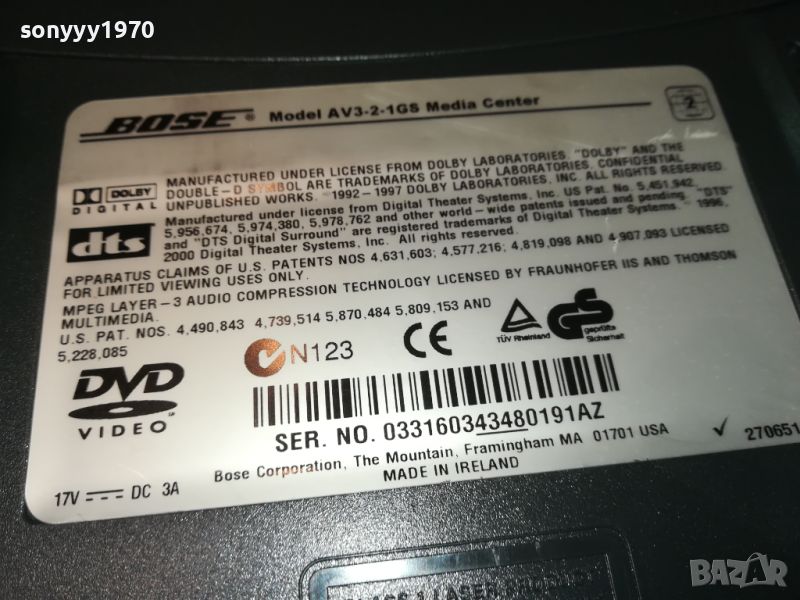 sonyyy1970
BOSE ® Model AV3-2-1GS Media Center
2
DOLBY
DIGITAL
MANUFACTURED UNDER LICENSE FROM DOLBY LABORATORIES. "DOLBY" AND THE
DOUBLE-D SYMBOL ARE TRADEMARKS OF DOLBY LABORATORIES. CONFIDENTIAL
UNPUBLISHED WORKS. 1992-1997 DOLBY LABORATORIES, INC. ALL RIGHTS RESERVED
dts
Manufactured under license from Digital Theater Systems, Inc. US Pat. No. 5,451,942,
5,956,674, 5,974,380, 5,978,762 and other world-wide patents issued and pending. "DTS"
and "DTS Digital Surround" are registered trademarks of Digital Theater Systems. 1996,
2000 Digital Theater Systems, Inc. All rights reserved.
APPARATUS CLAIMS OF U.S. PATENTS NOS 4,631,603; 4,577,216; 4,819,098 AND 4,907,093 LICENSED
FOR LIMITED VIEWING USES ONLY.
MPEG LAYER-3 AUDIO COMPRESSION TECHNOLOGY LICENSED BY FRAUNHOFER IIS AND THOMSON
MULTIMEDIA.
U.S. PAT. NOS. 4,490,843 4,739,514 5,870,484 5,809,153 AND
5,228,085
N123
CE
TÜV Rheinland
GS
geprüfte
Sicherheit
DVD
VIDEO
SER. NO. 033160343480191AZ
Bose Corporation, The Mountain, Framingham MA 01701 USA
270651
MADE IN IRELAND
17V DC 3A
BAZAR